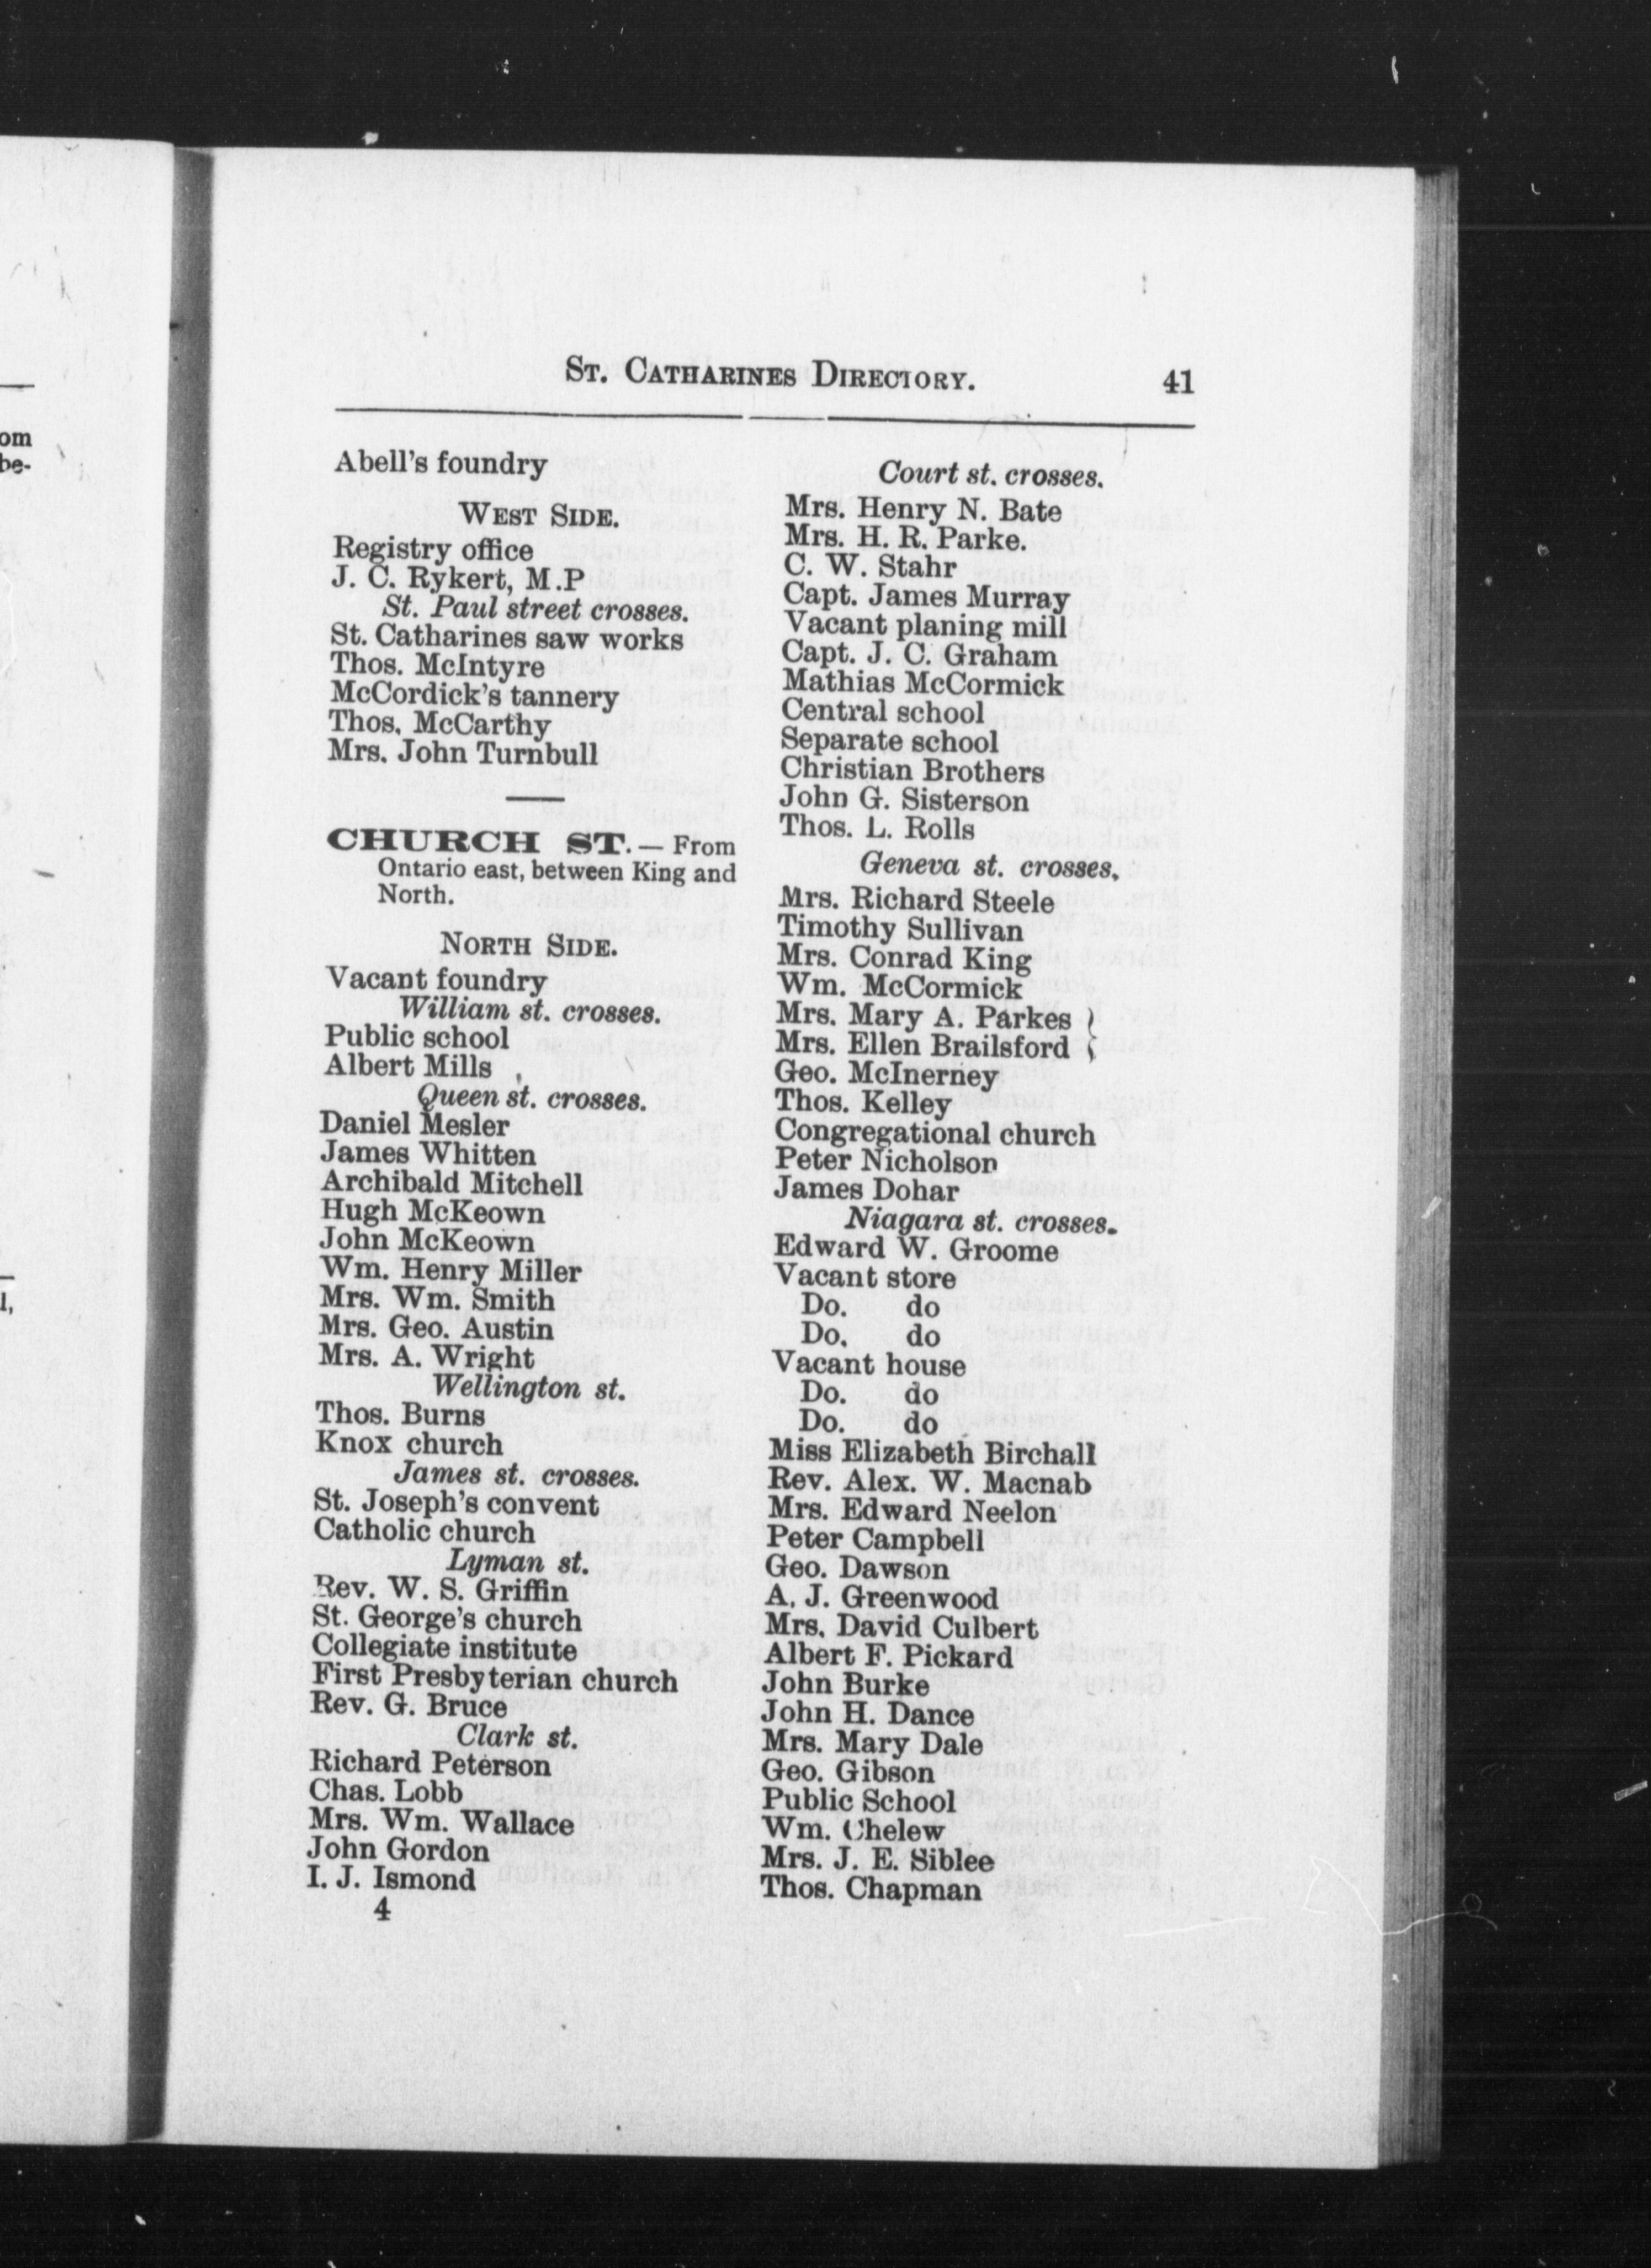 om
be-
l,
ST. CATHARINES DIRECTORY. 41
Abell's foundry
WEST SIDE.
Registry office
J. C. Rykert, M.P
St. Paul street crosses.
St. Catharines saw works
Thos. McIntyre
McCordick's tannery
Thos. McCarthy
Mrs. John Turnbull
CHURCH ST. — From
Ontario east, between King and
North.
NORTH SIDE.
Vacant foundry
William st. crosses.
Public school
Albert Mills
Queen st. crosses.
Daniel Mesler
James Whitten
Archibald Mitchell
Hugh McKeown
John McKeown
Wm. Henry Miller
Mrs. Wm. Smith
Mrs. Geo. Austin
Mrs. A. Wright
Wellington st.
Thos. Burns
Knox church
James st. crosses.
St. Joseph's convent
Catholic church
Lyman st.
Rev. W. S. Griffin
St. George's church
Collegiate institute
First Presbyterian church
Rev. G. Bruce
Clark st.
Richard Peterson
Chas. Lobb
Mrs. Wm. Wallace
John Gordon
I. J. Ismond
4
Court st. crosses.
Mrs. Henry N. Bate
Mrs. H. R. Parke.
C. W. Stahr
Capt. James Murray
Vacant planing mill
Capt. J. C. Graham
Mathias McCormick
Central school
Separate school
Christian Brothers
John G. Sisterson
Thos. L. Rolls
Geneva st. crosses.
Mrs. Richard Steele
Timothy Sullivan
Mrs. Conrad King
Wm. McCormick
Mrs. Mary A. Parkes }
Mrs. Ellen Brailsford }
Geo. McInerney
Thos. Kelley
Congregational church
Peter Nicholson
James Dohar
Niagara st. crosses.
Edward W. Groome
Vacant store
Do. do
Do. do
Vacant house
Do. do
Do. do
Miss Elizabeth Birchall
Rev. Alex. W. Macnab
Mrs. Edward Neelon
Peter Campbell
Geo. Dawson
A. J. Greenwood
Mrs. David Culbert
Albert F. Pickard
John Burke
John H. Dance
Mrs. Mary Dale
Geo. Gibson
Public School
Wm. Chelew
Mrs. J. E. Siblee
Thos. Chapman